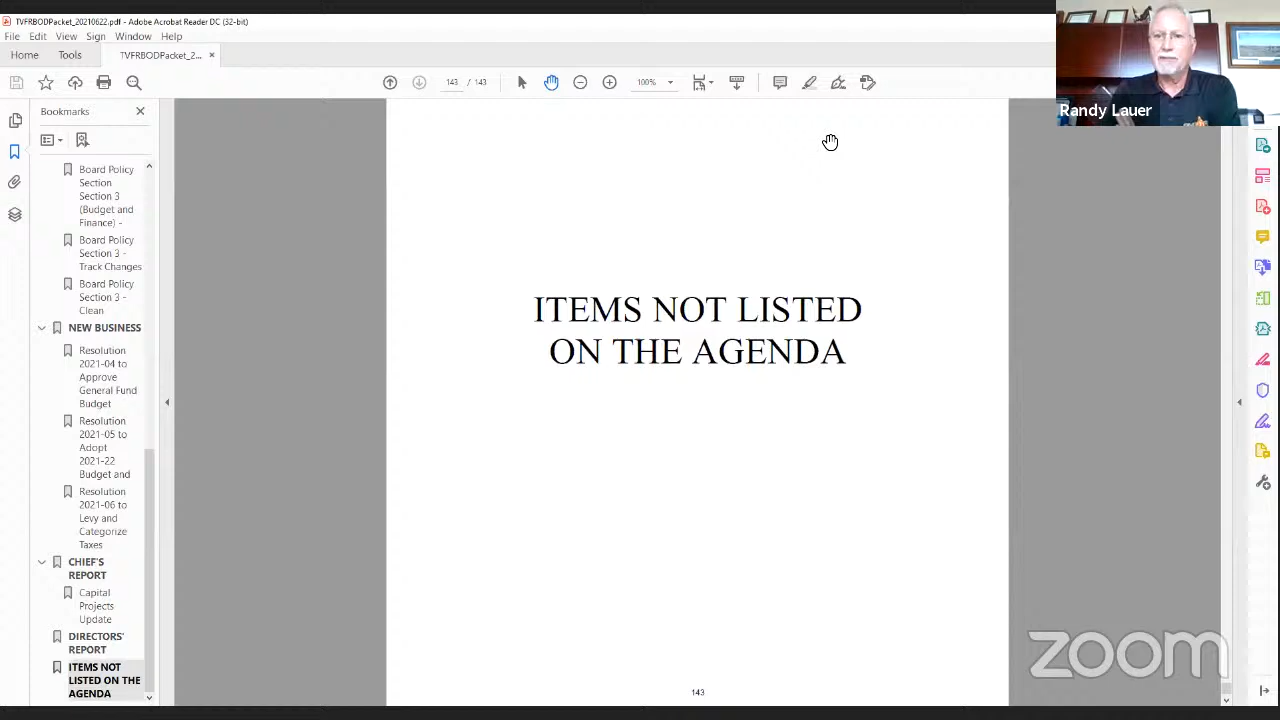 TVFRBODPacket_20210622.pdf - Adobe Acrobat Reader DC (32-bit)
File Edit View Sign Window Help
Home Tools TVFRBODPacket_2... ×
143 / 143 100%
Randy Lauer
Bookmarks
Board Policy
Section
Section 3
(Budget and
Finance) -
Board Policy
Section 3 -
Track Changes
Board Policy
Section 3 -
Clean
NEW BUSINESS
Resolution
2021-04 to
Approve
General Fund
Budget
Resolution
2021-05 to
Adopt
2021-22
Budget and
Resolution
2021-06 to
Levy and
Categorize
Taxes
CHIEF'S
REPORT
Capital
Projects
Update
DIRECTORS'
REPORT
ITEMS NOT
LISTED ON THE
AGENDA
ITEMS NOT LISTED
ON THE AGENDA
143
zoom